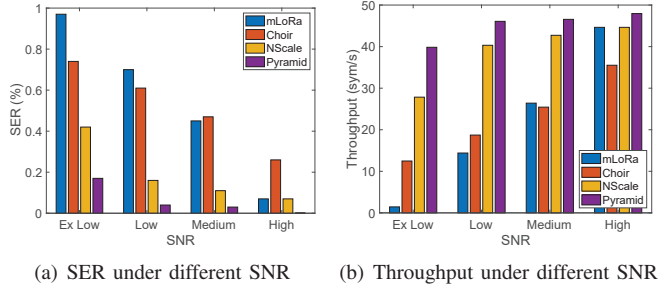 1
0.8
0.6
0.4
0.2
0
SER (%)
mLoRa
Choir
NScale
Pyramid
Ex Low Low Medium High
SNR
(a) SER under different SNR
50
40
30
20
10
0
Throughput (sym/s)
mLoRa
Choir
NScale
Pyramid
Ex Low Low Medium High
SNR
(b) Throughput under different SNR